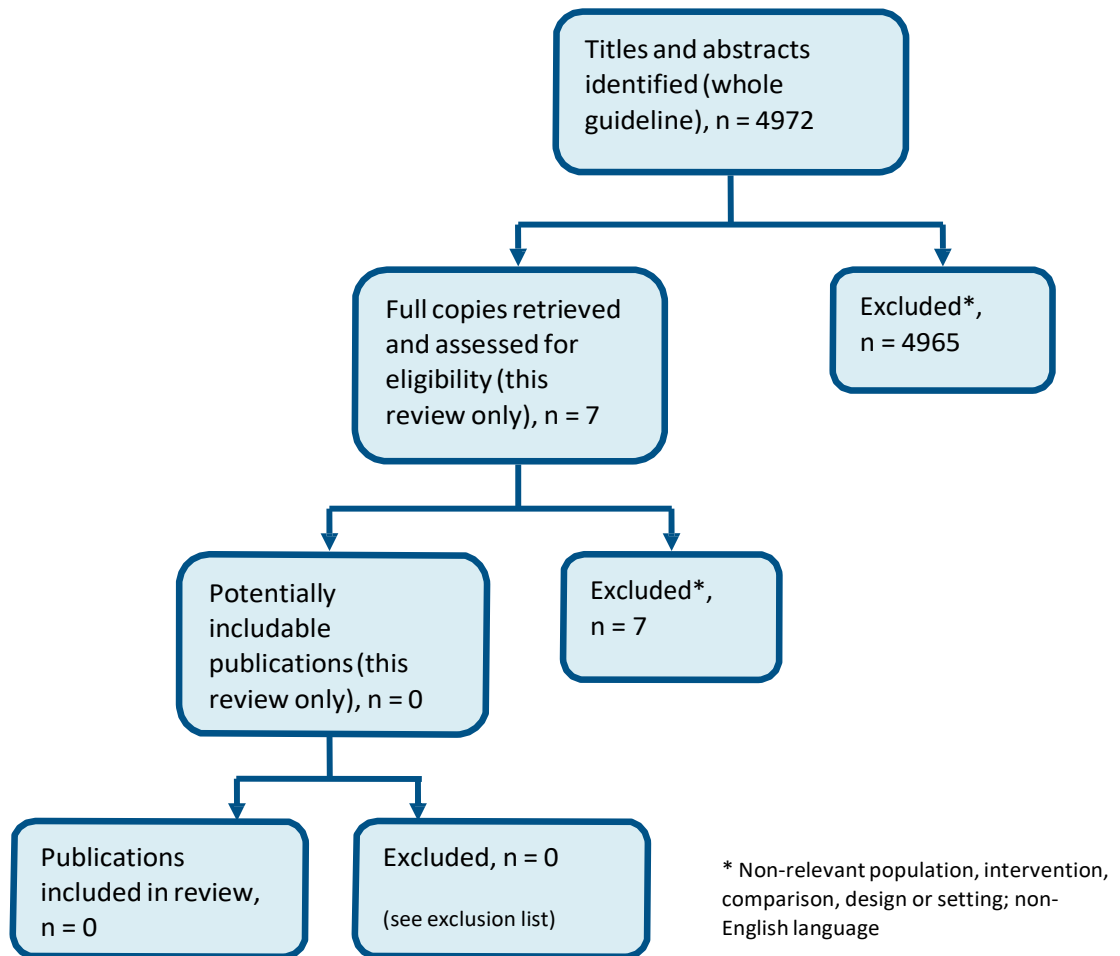 Titles and abstracts
identified (whole
guideline), n = 4972
Full copies retrieved
and assessed for
eligibility (this
review only), n = 7
Excluded*,
n = 4965
Potentially
includable
publications (this
review only), n = 0
Excluded*,
n = 7
Publications
included in review,
n = 0
Excluded, n = 0
(see exclusion list)
* Non-relevant population, intervention,
comparison, design or setting; non-
English language